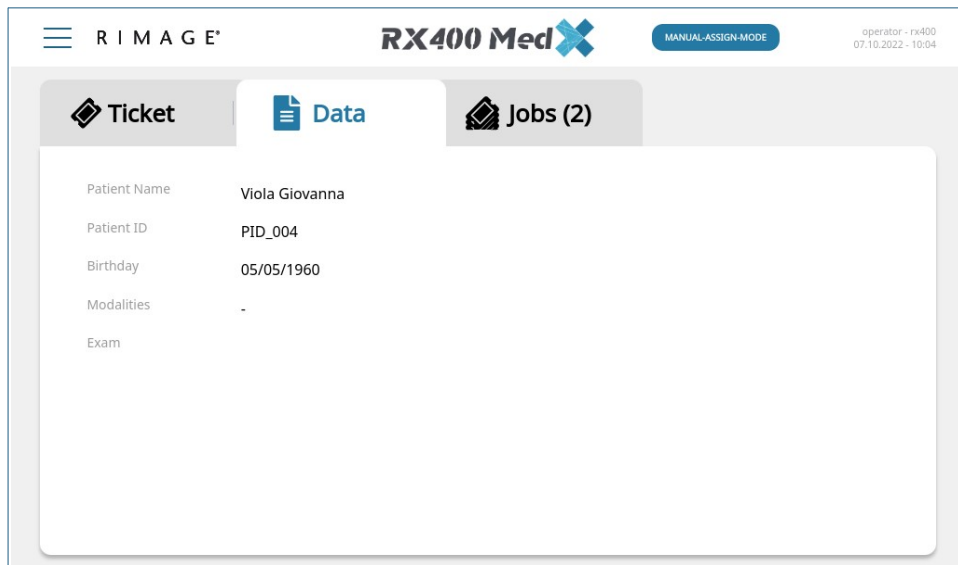 RIMAGE®
RX400 Med
MANUAL-ASSIGN-MODE
operator - rx400
07.10.2022 - 10:04
Ticket
Data
Jobs (2)
Patient Name Viola Giovanna
Patient ID PID_004
Birthday 05/05/1960
Modalities -
Exam